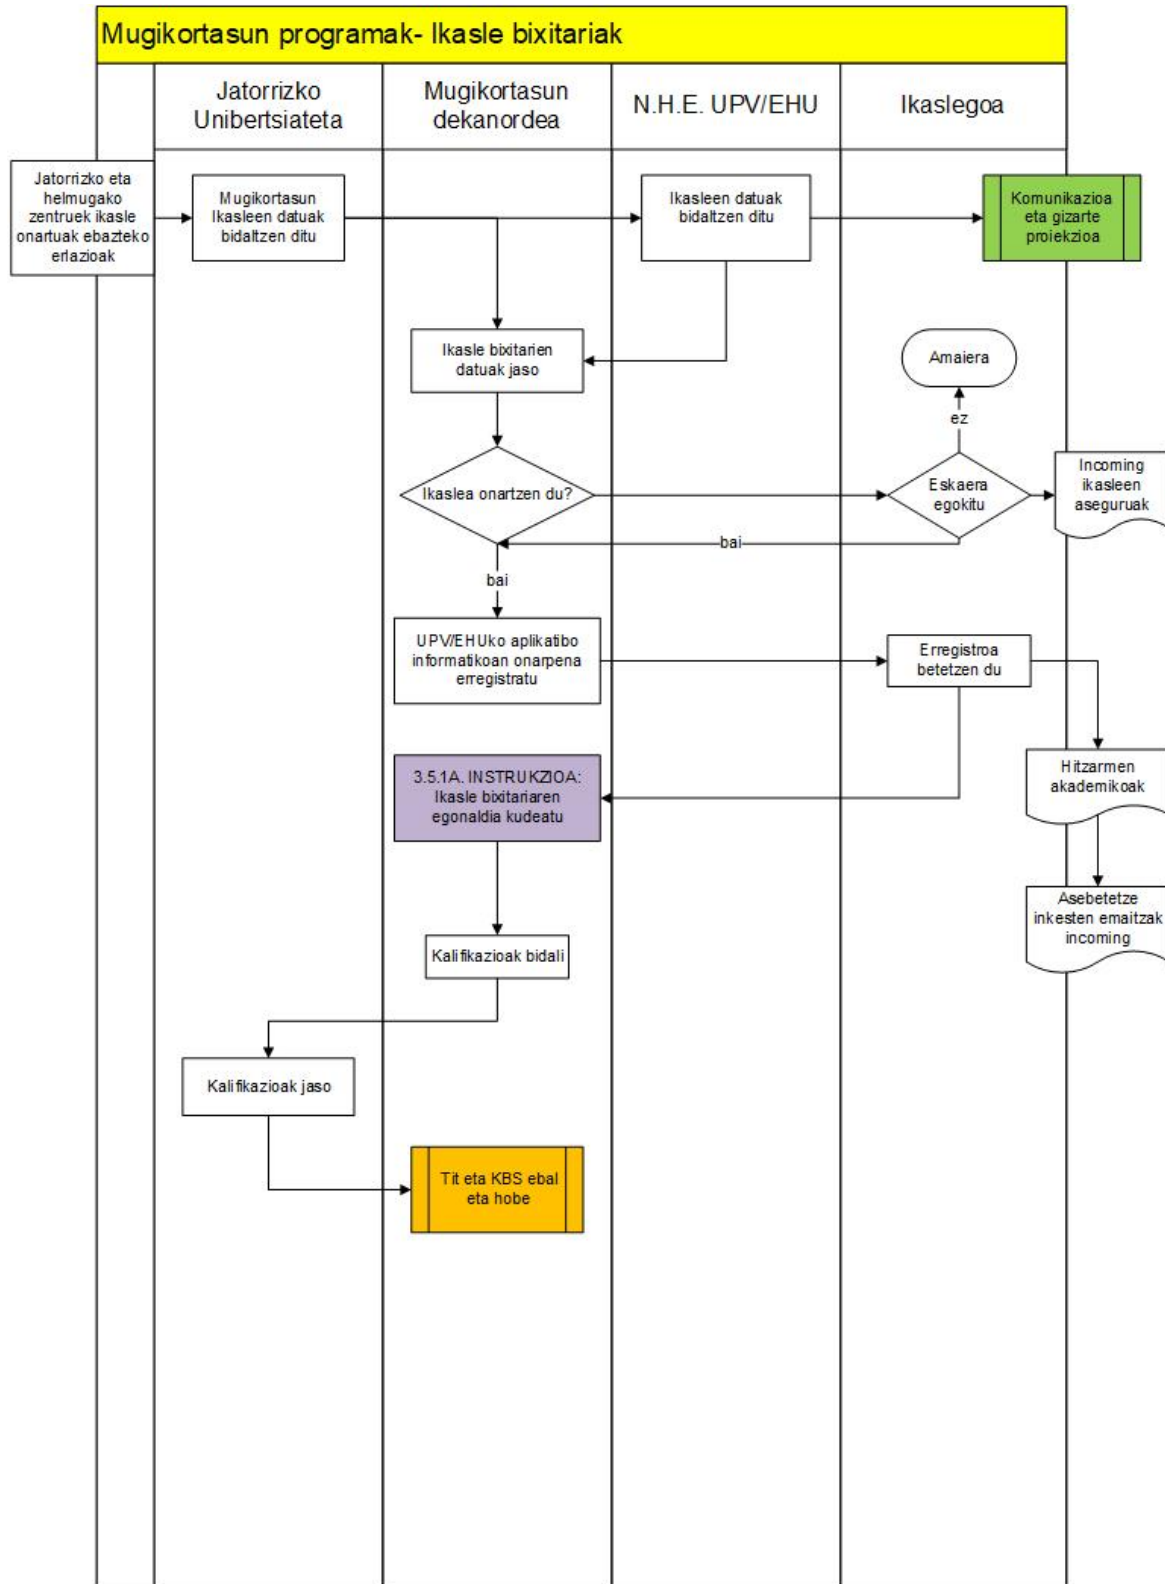 Mugikortasun programak- Ikasle bixitariak
Jatorrizko
Unibertsiateta
Mugikortasun
dekanordea
N.H.E. UPV/EHU
Ikaslegoa
Jatorrizko eta
helmugako
zentruek ikasle
onartuak ebazteko
erlazioak
Mugikortasun
Ikasleen datuak
bidaltzen ditu
Ikasleen datuak
bidaltzen ditu
Komunikazioa
eta gizarte
proiekzioa
Ikasle bixitarien
datuak jaso
Amaiera
ez
Ikaslea onartzen du?
Eskaera
egokitu
Incoming
ikasleen
aseguruak
bai
bai
UPV/EHUko aplikatibo
informatikoan onarpena
erregistratu
Erregistroa
betetzen du
3.5.1A. INSTRUKZIOA:
Ikasle bixitariaren
egonaldia kudeatu
Hitzarmen
akademikoak
Asebetetze
inkesten emaitzak
incoming
Kalifikazioak bidali
Kalifikazioak jaso
Tit eta KBS ebal
eta hobe